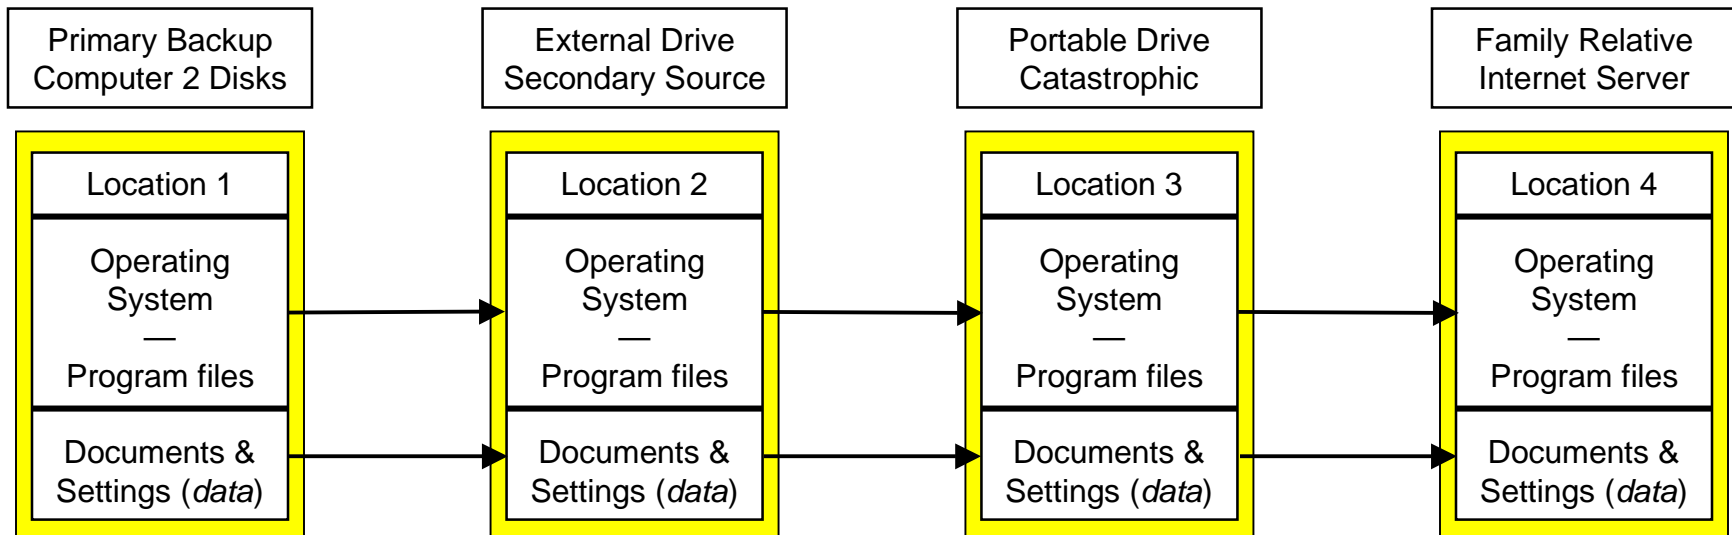 Primary Backup
Computer 2 Disks
External Drive
Secondary Source
Portable Drive
Catastrophic
Family Relative
Internet Server
Location 1
Operating
System
—
Program files
Documents &
Settings (data)
Location 2
Operating
System
—
Program files
Documents &
Settings (data)
Location 3
Operating
System
—
Program files
Documents &
Settings (data)
Location 4
Operating
System
—
Program files
Documents &
Settings (data)